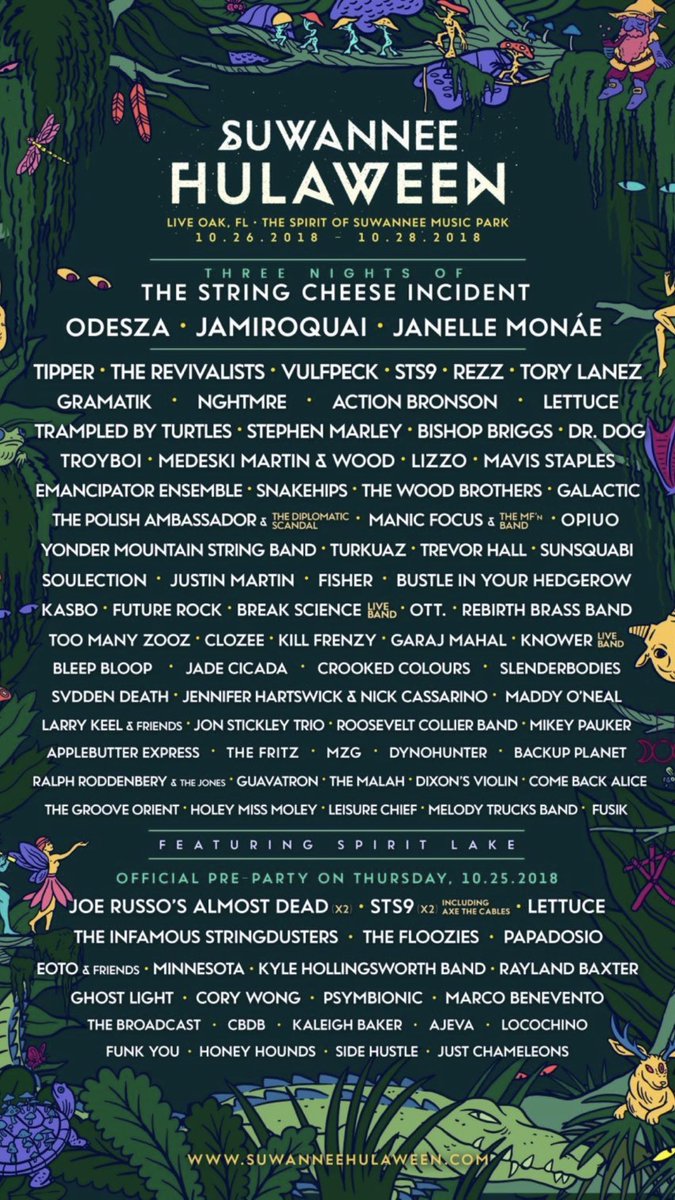 SUWANNEE
HULAWEEN
LIVE OAK, FL • THE SPIRIT OF SUWANNEE MUSIC PARK
10.26.2018 - 10.28.2018
THREE NIGHTS OF
THE STRING CHEESE INCIDENT
ODESZA • JAMIROQUAI • JANELLE MONÁE
TIPPER • THE REVIVALISTS • VULFPECK • STS9 • REZZ • TORY LANEZ
GRAMATIK • NGHTMRE • ACTION BRONSON • LETTUCE
TRAMPLED BY TURTLES • STEPHEN MARLEY • BISHOP BRIGGS • DR. DOG
TROYBOI • MEDESKI MARTIN & WOOD • LIZZO • MAVIS STAPLES
EMANCIPATOR ENSEMBLE • SNAKEHIPS • THE WOOD BROTHERS • GALACTIC
THE POLISH AMBASSADOR & THE DIPLOMATIC SCANDAL • MANIC FOCUS & THE MF'N BAND • OPIUO
YONDER MOUNTAIN STRING BAND • TURKUAZ • TREVOR HALL • SUNSQUABI
SOULECTION • JUSTIN MARTIN • FISHER • BUSTLE IN YOUR HEDGEROW
KASBO • FUTURE ROCK • BREAK SCIENCE LIVE BAND • OTT. • REBIRTH BRASS BAND
TOO MANY ZOOZ • CLOZEE • KILL FRENZY • GARAJ MAHAL • KNOWER LIVE BAND
BLEEP BLOOP • JADE CICADA • CROOKED COLOURS • SLENDERBODIES
SVDDEN DEATH • JENNIFER HARTSWICK & NICK CASSARINO • MADDY O'NEAL
LARRY KEEL & FRIENDS • JON STICKLEY TRIO • ROOSEVELT COLLIER BAND • MIKEY PAUKER
APPLEBUTTER EXPRESS • THE FRITZ • MZG • DYNOHUNTER • BACKUP PLANET
RALPH RODDENBERY & THE JONES • GUAVATRON • THE MALAH • DIXON'S VIOLIN • COME BACK ALICE
THE GROOVE ORIENT • HOLEY MISS MOLEY • LEISURE CHIEF • MELODY TRUCKS BAND • FUSIK
FEATURING SPIRIT LAKE
OFFICIAL PRE-PARTY ON THURSDAY, 10.25.2018
JOE RUSSO'S ALMOST DEAD (X2) • STS9 (X2) INCLUDING AXE THE CABLES • LETTUCE
THE INFAMOUS STRINGDUSTERS • THE FLOOZIES • PAPADOSIO
EOTO & FRIENDS • MINNESOTA • KYLE HOLLINGSWORTH BAND • RAYLAND BAXTER
GHOST LIGHT • CORY WONG • PSYMBIONIC • MARCO BENEVENTO
THE BROADCAST • CBDB • KALEIGH BAKER • AJEVA • LOCOCHINO
FUNK YOU • HONEY HOUNDS • SIDE HUSTLE • JUST CHAMELEONS
WWW.SUWANNEEHULAWEEN.COM